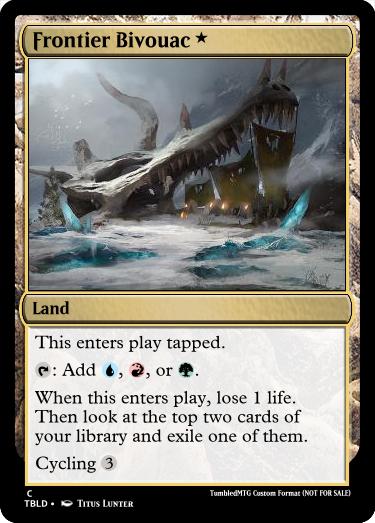 Frontier Bivouac ★
Land
This enters play tapped.
: Add , , or .
When this enters play, lose 1 life.
Then look at the top two cards of
your library and exile one of them.
Cycling 3
C
TBLD • Titus Lunter
TumbledMTG Custom Format (NOT FOR SALE)